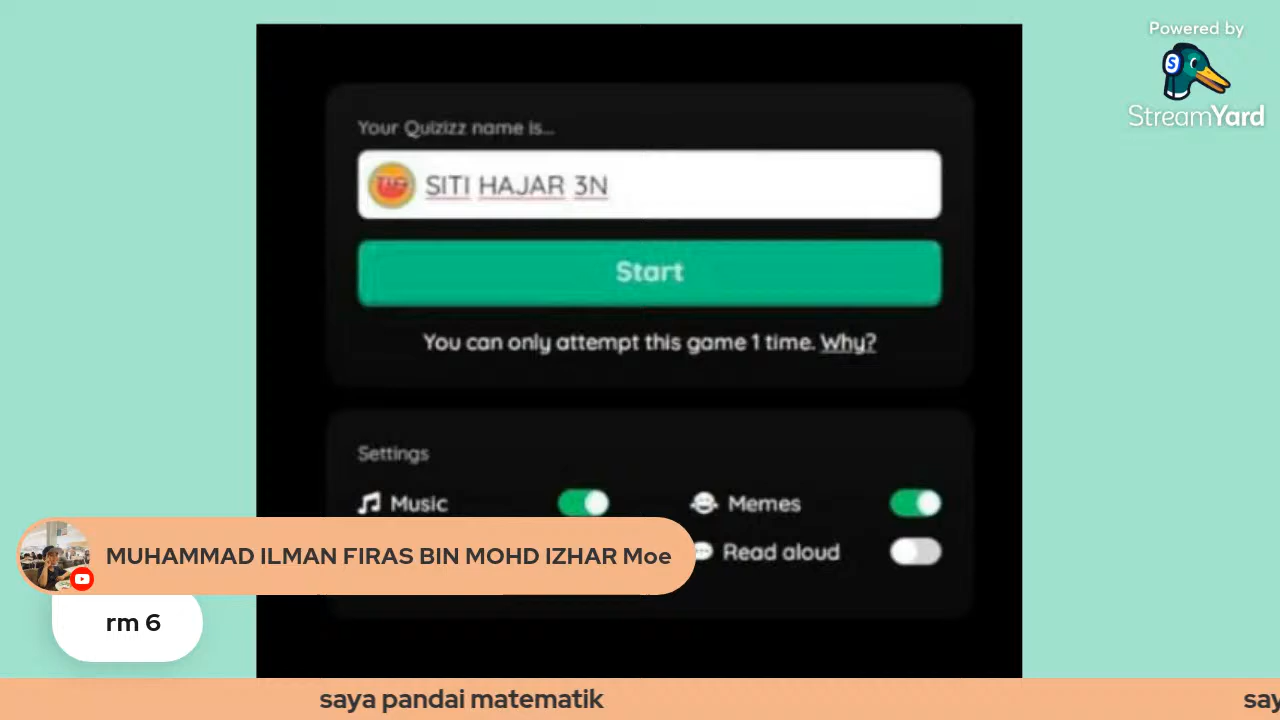 Powered by
StreamYard
Your Quizizz name is...
SITI HAJAR 3N
Start
You can only attempt this game 1 time. Why?
Settings
Music
Memes
Read aloud
MUHAMMAD ILMAN FIRAS BIN MOHD IZHAR Moe
rm 6
saya pandai matematik
say